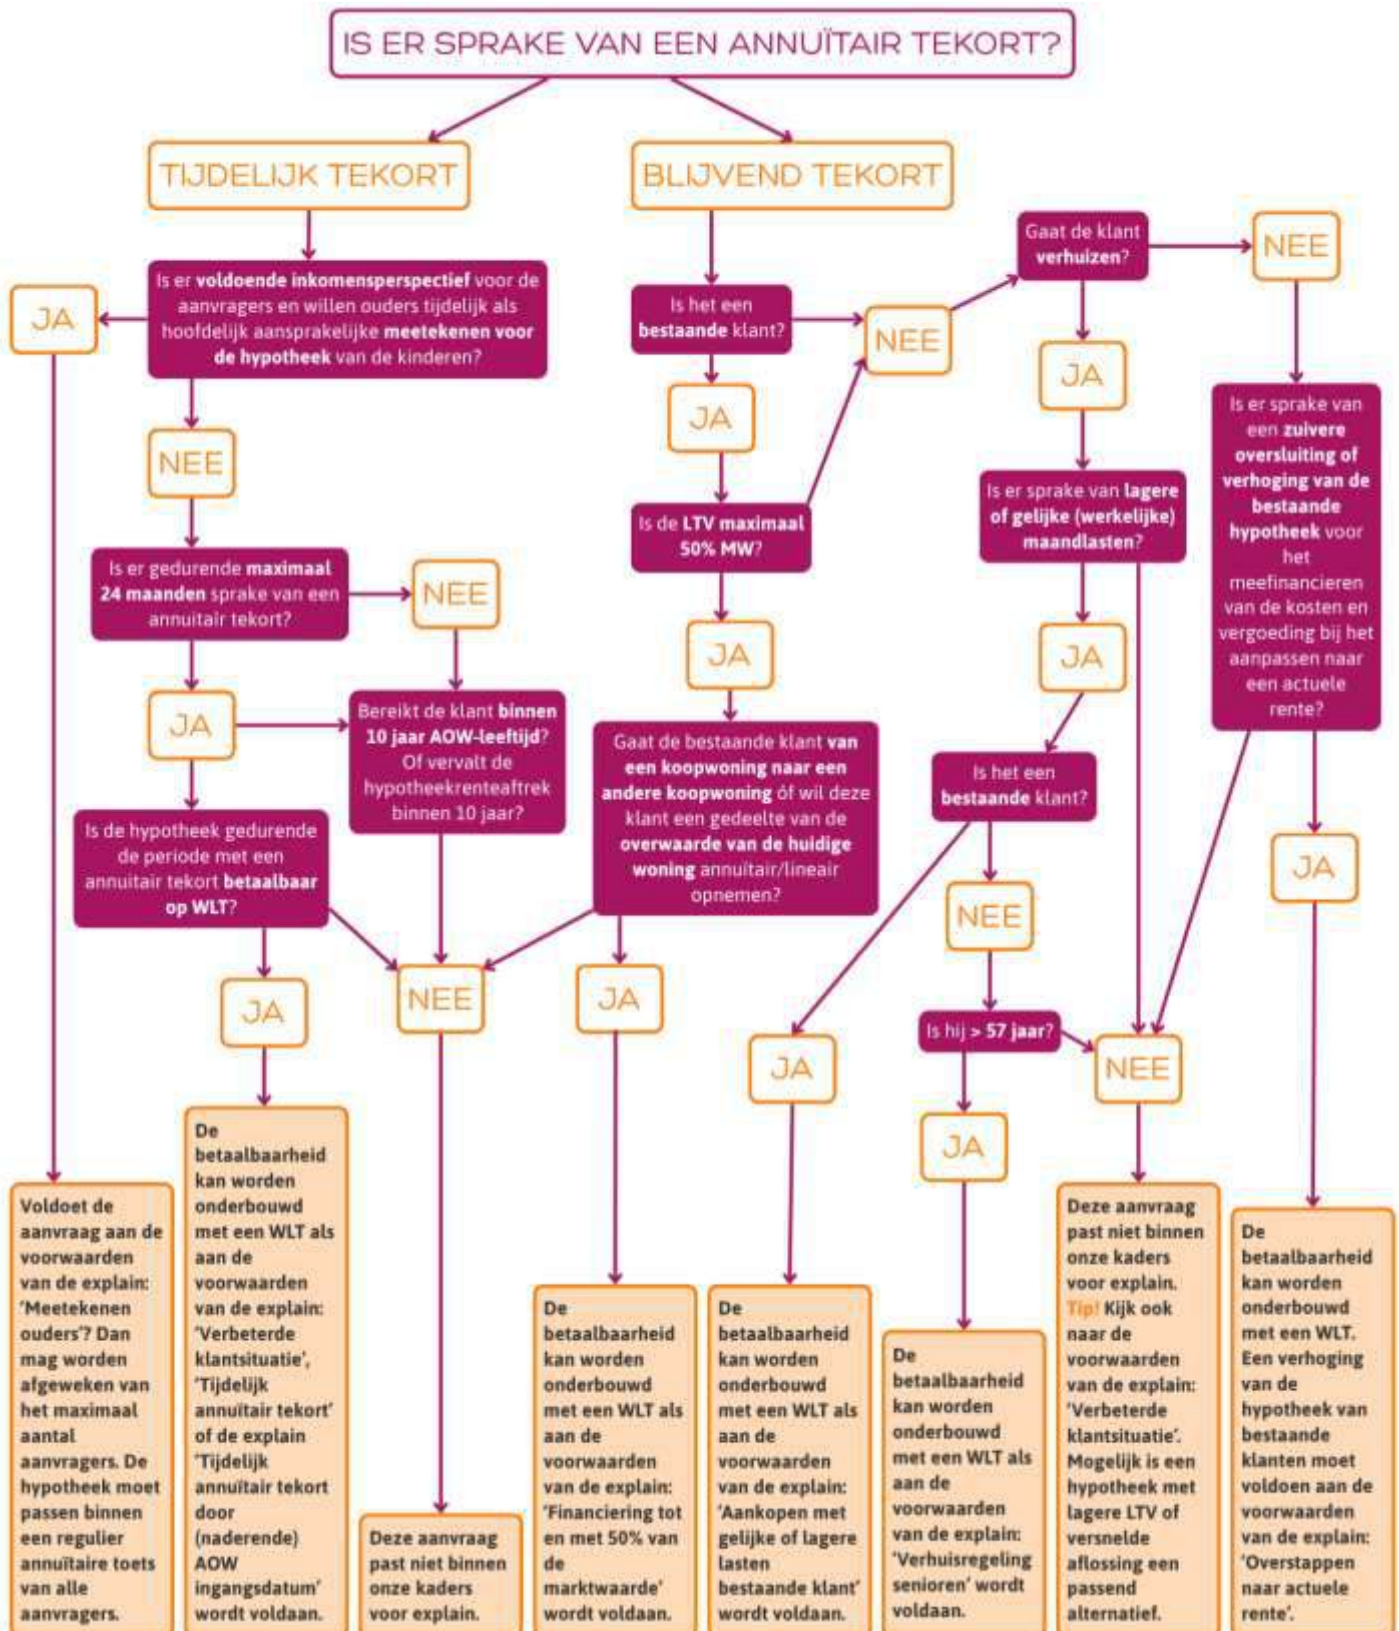 IS ER SPRAKE VAN EEN ANNUÏTAIR TEKORT?
TIJDELIJK TEKORT
BLIJVEND TEKORT
Is er voldoende inkomensperspectief voor de
aanvragers en willen ouders tijdelijk als
hoofdelijk aansprakelijke meetekenen voor
de hypotheek van de kinderen?
JA
NEE
Is er gedurende maximaal
24 maanden sprake van een
annuitair tekort?
NEE
JA
Bereikt de klant binnen
10 jaar AOW-leeftijd?
Of vervalt de
hypotheekrenteaftrek
binnen 10 jaar?
Is de hypotheek gedurende
de periode met een
annuitair tekort betaalbaar
op WLT?
JA
NEE
Is het een
bestaande klant?
NEE
JA
Is de LTV maximaal
50% MW?
JA
Gaat de bestaande klant van
een koopwoning naar een
andere koopwoning óf wil deze
klant een gedeelte van de
overwaarde van de huidige
woning annuïtair/lineair
opnemen?
JA
Gaat de klant
verhuizen?
NEE
JA
Is er sprake van lagere
of gelijke (werkelijke)
maandlasten?
JA
Is het een
bestaande klant?
NEE
JA
Is hij > 57 jaar?
NEE
JA
Is er sprake van
een zuivere
oversluiting of
verhoging van de
bestaande
hypotheek voor
het
meefinancieren
van de kosten en
vergoeding bij het
aanpassen naar
een actuele
rente?
JA
Voldoet de
aanvraag aan de
voorwaarden
van de explain:
'Meetekenen
ouders'? Dan
mag worden
afgeweken van
het maximaal
aantal
aanvragers. De
hypotheek moet
passen binnen
een regulier
annuïtaire toets
van alle
aanvragers.
De
betaalbaarheid
kan worden
onderbouwd
met een WLT als
aan de
voorwaarden
van de explain:
'Verbeterde
klantsituatie',
'Tijdelijk
annuïtair tekort'
of de explain
'Tijdelijk
annuïtair tekort
door
(naderende)
AOW
ingangsdatum'
wordt voldaan.
Deze aanvraag
past niet binnen
onze kaders
voor explain.
De
betaalbaarheid
kan worden
onderbouwd
met een WLT als
aan de
voorwaarden
van de explain:
'Financiering tot
en met 50% van
de
marktwaarde'
wordt voldaan.
De
betaalbaarheid
kan worden
onderbouwd
met een WLT als
aan de
voorwaarden
van de explain:
'Aankopen met
gelijke of lagere
lasten
bestaande klant'
wordt voldaan.
De
betaalbaarheid
kan worden
onderbouwd
met een WLT als
aan de
voorwaarden
van de explain:
'Verhuisregeling
senioren' wordt
voldaan.
Deze aanvraag
past niet binnen
onze kaders
voor explain.
Tip! Kijk ook
naar de
voorwaarden
van de explain:
'Verbeterde
klantsituatie'.
Mogelijk is een
hypotheek met
lagere LTV of
versnelde
aflossing een
passend
alternatief.
De
betaalbaarheid
kan worden
onderbouwd
met een WLT.
Een verhoging
van de
hypotheek van
bestaande
klanten moet
voldoen aan de
voorwaarden
van de explain:
'Overstappen
naar actuele
rente'.